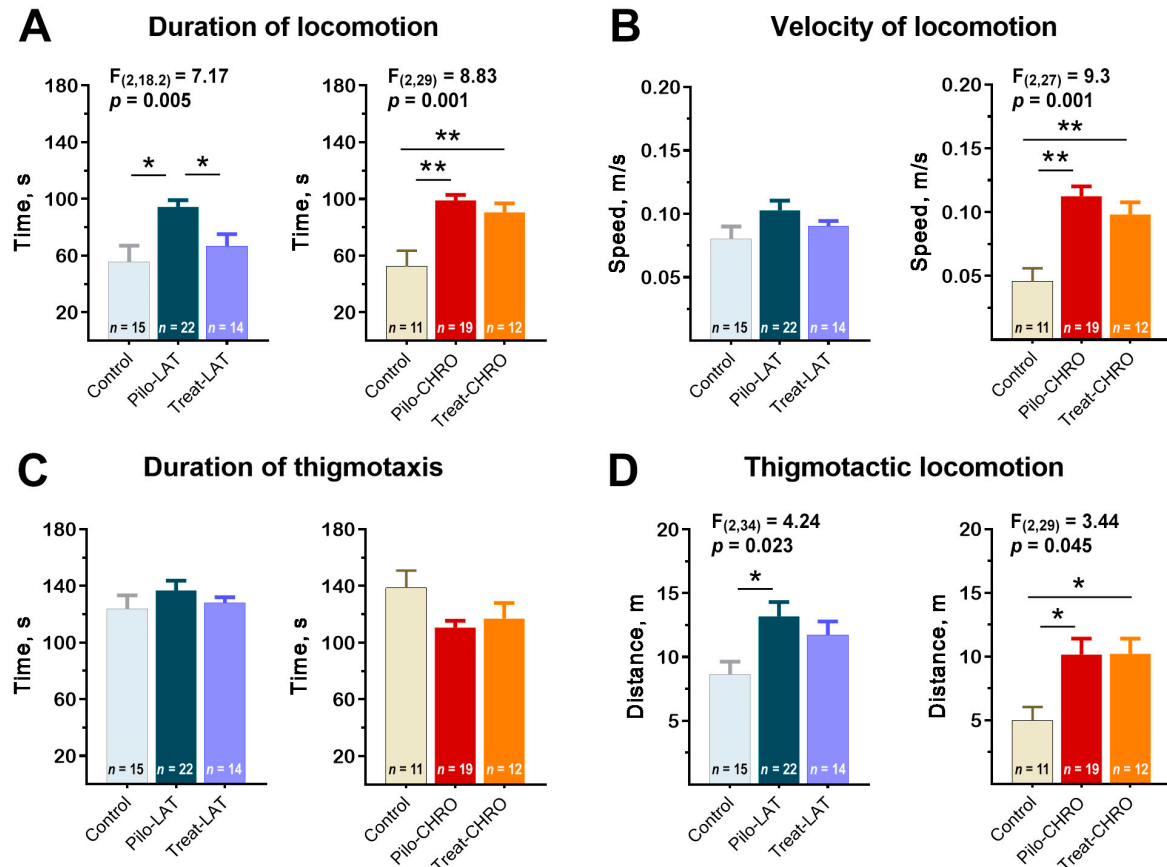 A
Duration of locomotion
F(2,18.2) = 7.17
p = 0.005
Time, s
180
140
100
60
20
*
*
n = 15
n = 22
n = 14
Control
Pilo-LAT
Treat-LAT
F(2,29) = 8.83
p = 0.001
Time, s
180
140
100
60
20
**
**
n = 11
n = 19
n = 12
Control
Pilo-CHRO
Treat-CHRO
B
Velocity of locomotion
Speed, m/s
0.20
0.15
0.10
0.05
n = 15
n = 22
n = 14
Control
Pilo-LAT
Treat-LAT
F(2,27) = 9.3
p = 0.001
Speed, m/s
0.20
0.15
0.10
0.05
**
**
n = 11
n = 19
n = 12
Control
Pilo-CHRO
Treat-CHRO
C
Duration of thigmotaxis
Time, s
180
140
100
60
20
n = 15
n = 22
n = 14
Control
Pilo-LAT
Treat-LAT
Time, s
180
140
100
60
20
n = 11
n = 19
n = 12
Control
Pilo-CHRO
Treat-CHRO
D
Thigmotactic locomotion
F(2,34) = 4.24
p = 0.023
Distance, m
20
15
10
5
*
n = 15
n = 22
n = 14
Control
Pilo-LAT
Treat-LAT
F(2,29) = 3.44
p = 0.045
Distance, m
20
15
10
5
*
*
n = 11
n = 19
n = 12
Control
Pilo-CHRO
Treat-CHRO